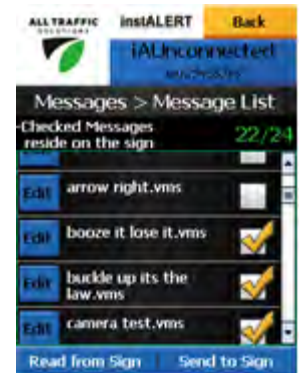 ALL TRAFFIC instALERT Back
SOLUTIONS
iAUnconnected
Messages > Message List
-Checked Messages
reside on the sign 22/24
Edit arrow right.vms
Edit booze it lose it.vms
Edit buckle up its the
law.vms
Edit camera test.vms
Read from Sign Send to Sign